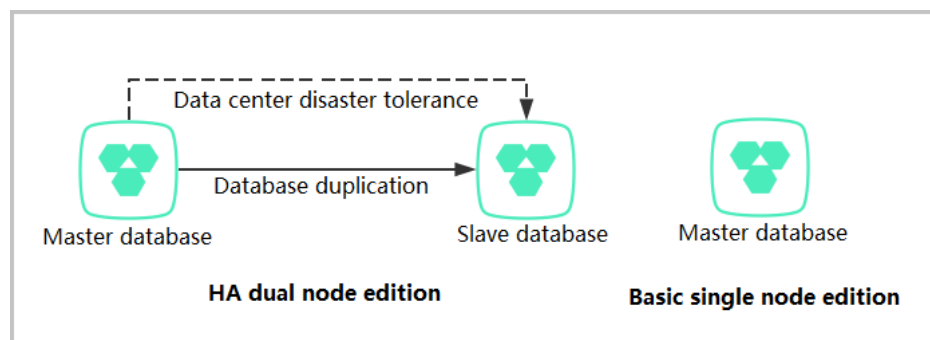 Data center disaster tolerance
Database duplication
Master database
Slave database
Master database
HA dual node edition
Basic single node edition